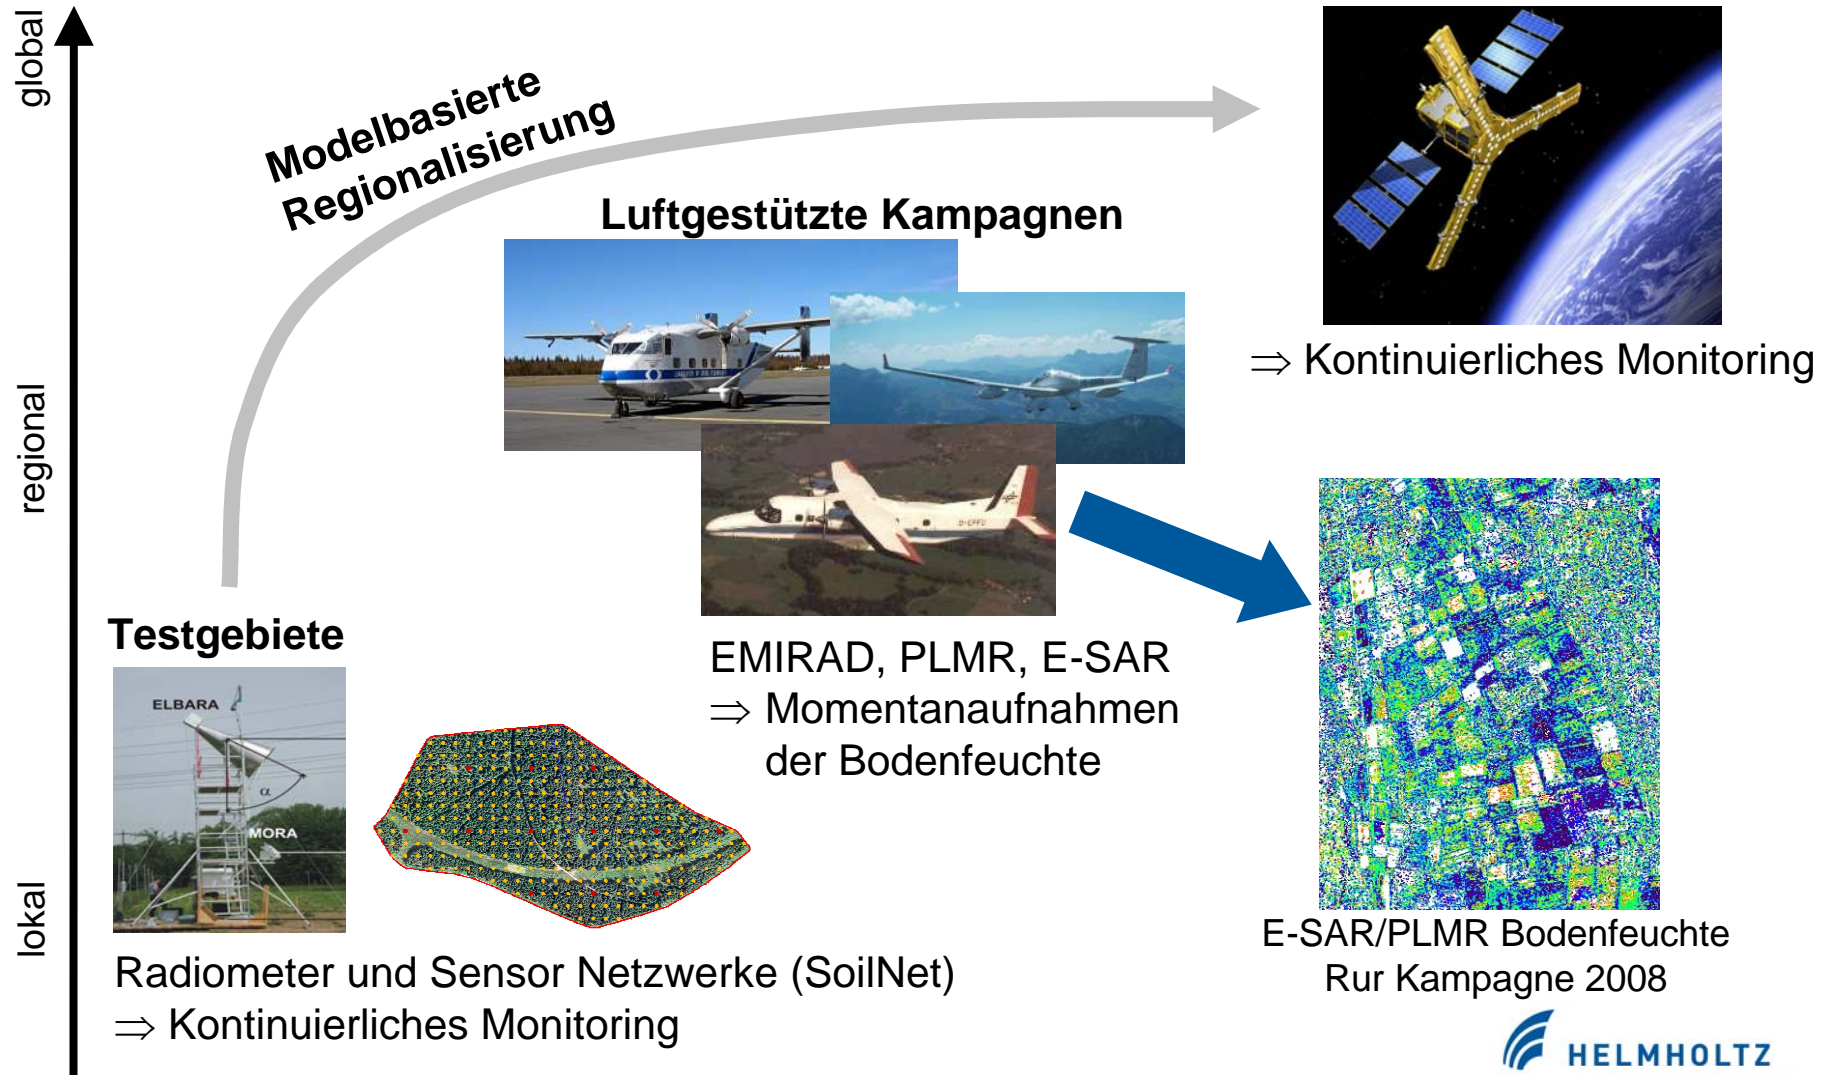 global
regional
lokal
Modelbasierte
Regionalisierung
Luftgestützte Kampagnen
⇒ Kontinuierliches Monitoring
Testgebiete
ELBARA
α
MORA
EMIRAD, PLMR, E-SAR
⇒ Momentanaufnahmen
der Bodenfeuchte
E-SAR/PLMR Bodenfeuchte
Rur Kampagne 2008
Radiometer und Sensor Netzwerke (SoilNet)
⇒ Kontinuierliches Monitoring
HELMHOLTZ